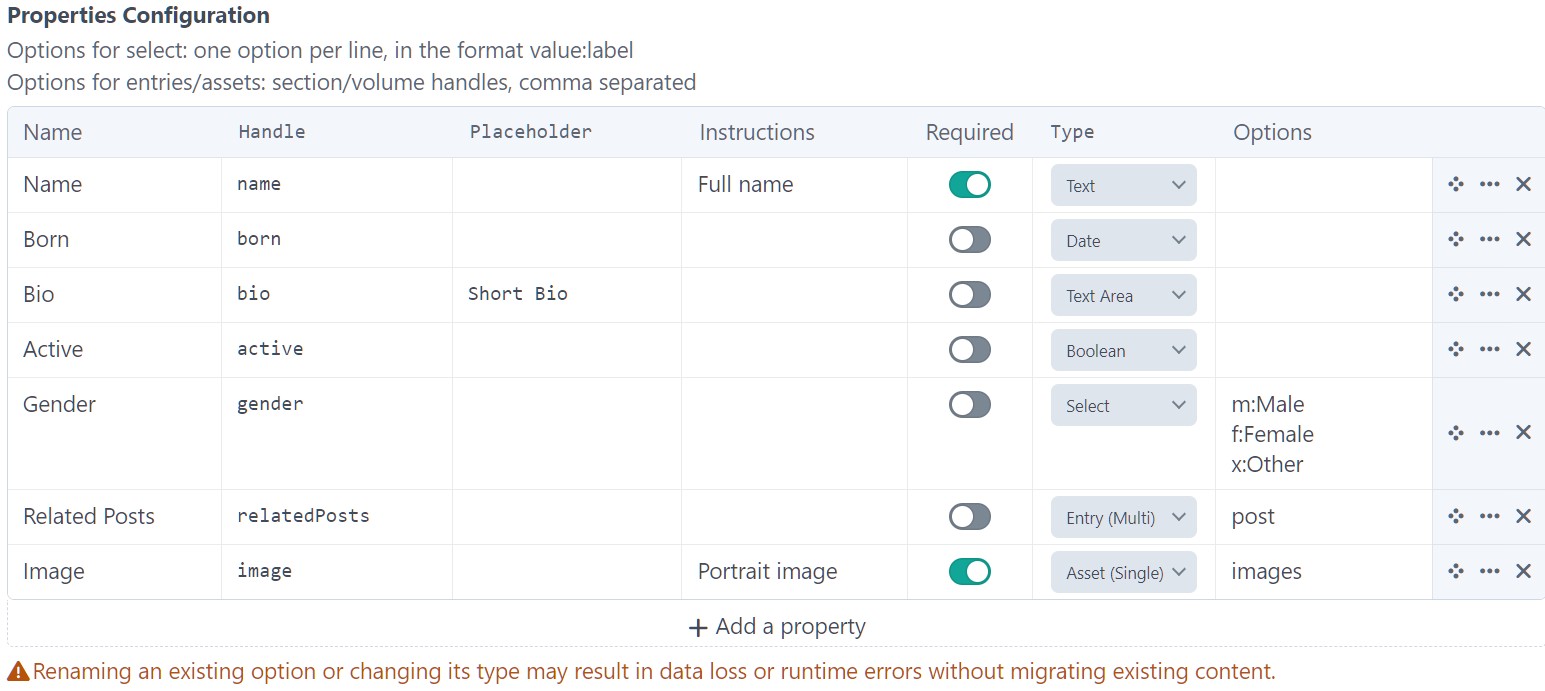 Properties Configuration
Options for select: one option per line, in the format value:label
Options for entries/assets: section/volume handles, comma separated
Name Handle Placeholder Instructions Required Type Options
Name name Full name Text
Born born Date
Bio bio Short Bio Text Area
Active active Boolean
Gender gender Select m:Male
f:Female
x:Other
Related Posts relatedPosts Entry (Multi) post
Image image Portrait image Asset (Single) images
+ Add a property
Renaming an existing option or changing its type may result in data loss or runtime errors without migrating existing content.